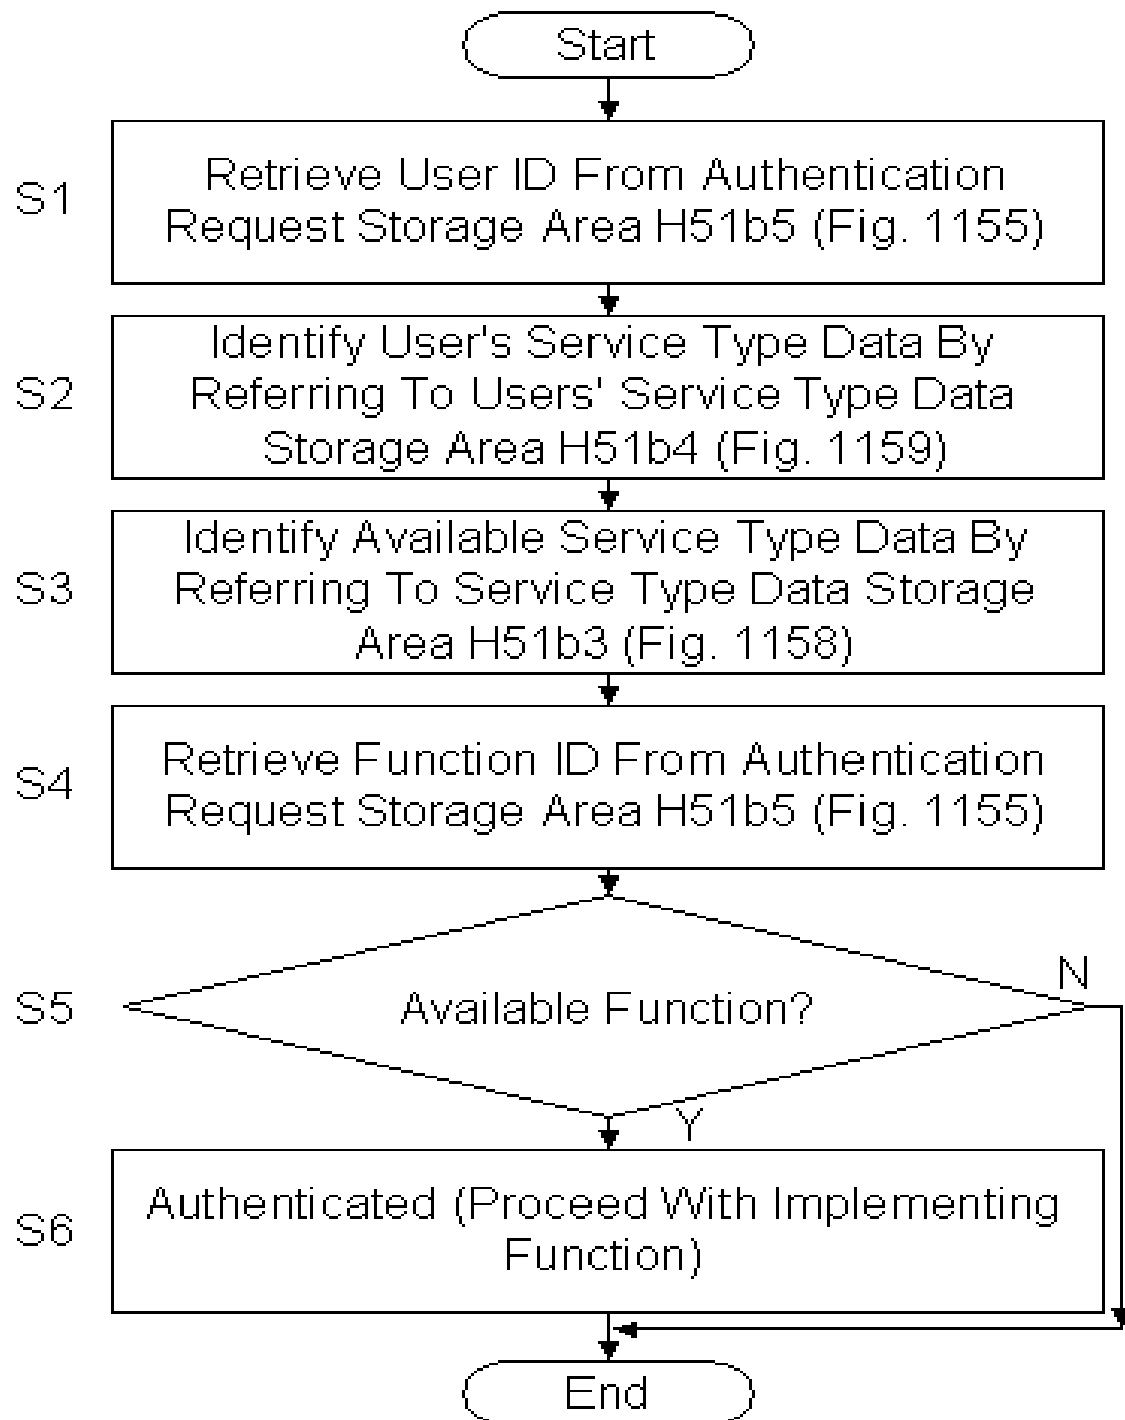 Start
S1
Retrieve User ID From Authentication
Request Storage Area H51b5 (Fig. 1155)
S2
Identify User's Service Type Data By
Referring To Users' Service Type Data
Storage Area H51b4 (Fig. 1159)
S3
Identify Available Service Type Data By
Referring To Service Type Data Storage
Area H51b3 (Fig. 1158)
S4
Retrieve Function ID From Authentication
Request Storage Area H51b5 (Fig. 1155)
S5
Available Function?
N
Y
S6
Authenticated (Proceed With Implementing
Function)
End